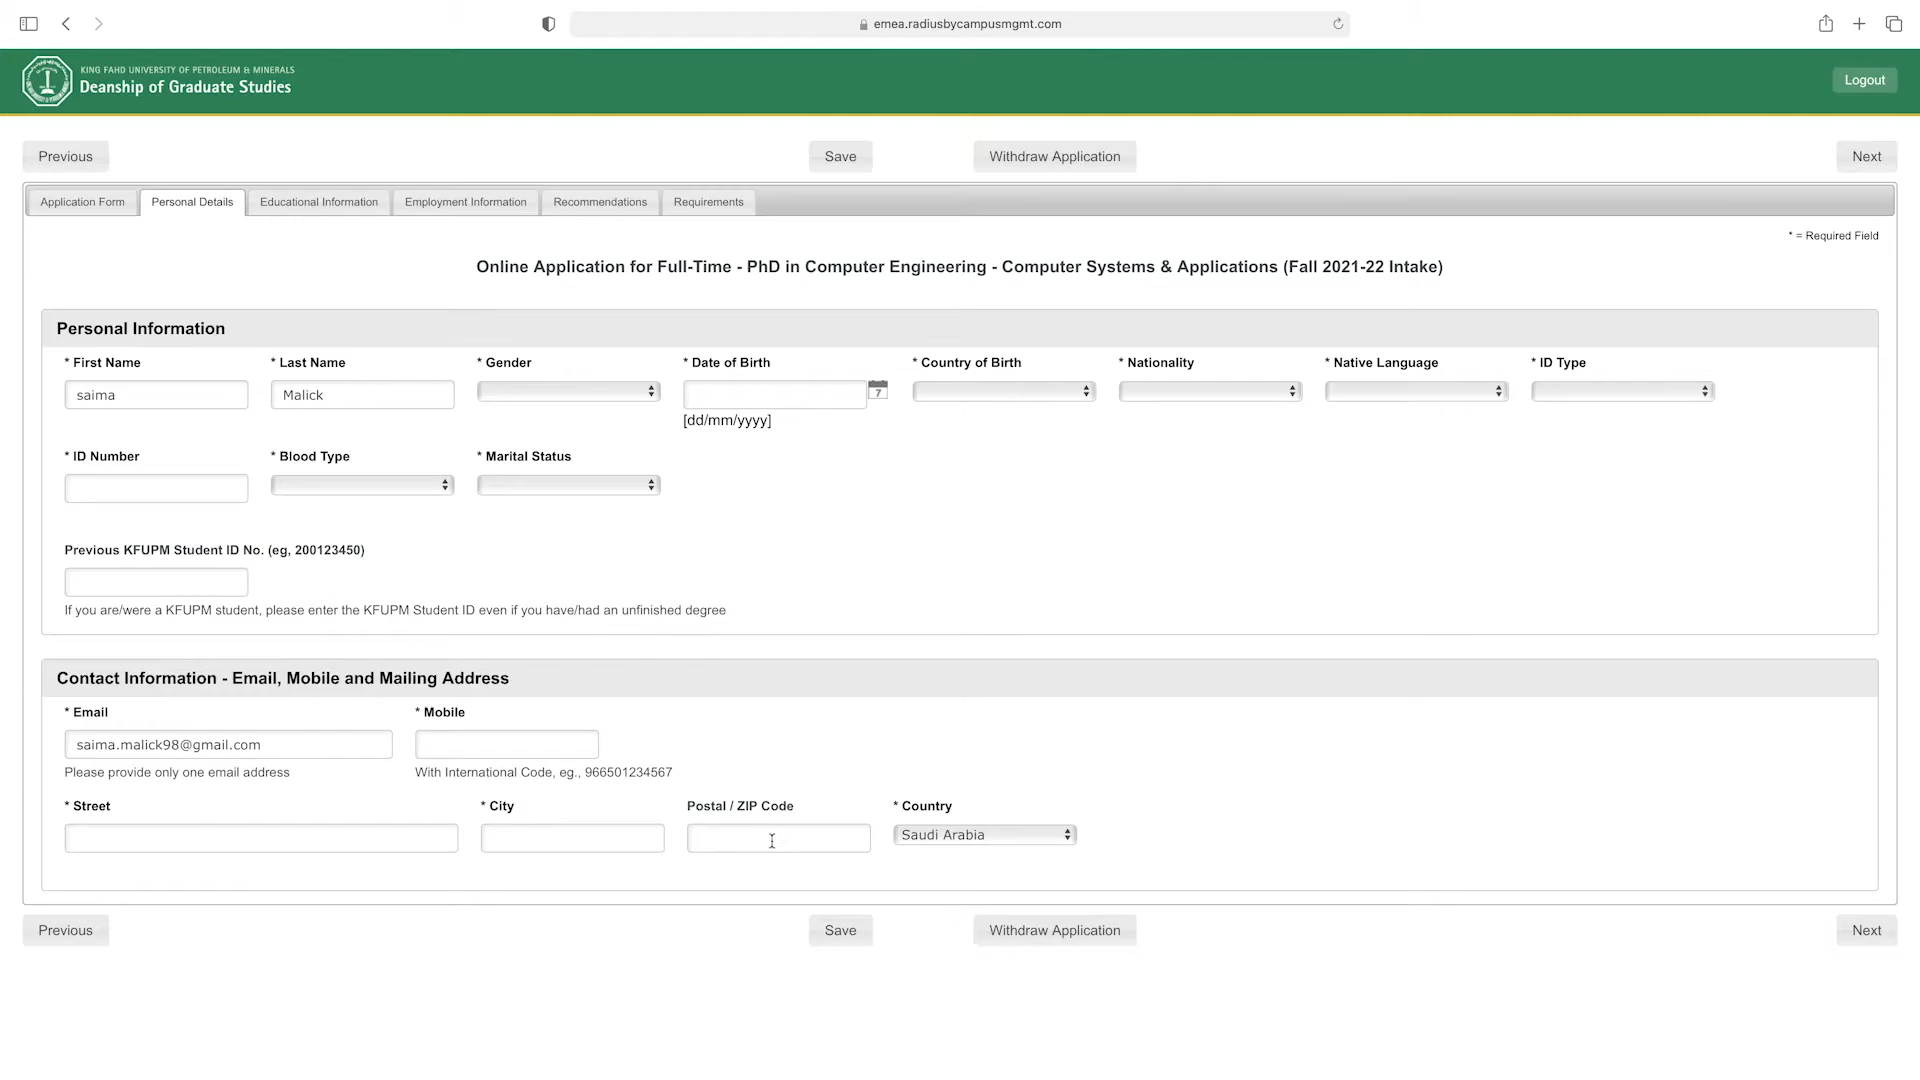 emea.radiusbycampusmgmt.com
KING FAHD UNIVERSITY OF PETROLEUM & MINERALS
Deanship of Graduate Studies
Logout
Previous Save Withdraw Application Next
Application Form Personal Details Educational Information Employment Information Recommendations Requirements
* = Required Field
Online Application for Full-Time - PhD in Computer Engineering - Computer Systems & Applications (Fall 2021-22 Intake)
Personal Information
* First Name * Last Name * Gender * Date of Birth * Country of Birth * Nationality * Native Language * ID Type
saima Malick 7
[dd/mm/yyyy]
* ID Number * Blood Type * Marital Status
Previous KFUPM Student ID No. (eg, 200123450)
If you are/were a KFUPM student, please enter the KFUPM Student ID even if you have/had an unfinished degree
Contact Information - Email, Mobile and Mailing Address
* Email * Mobile
saima.malick98@gmail.com
Please provide only one email address With International Code, eg., 966501234567
* Street * City Postal / ZIP Code * Country
Saudi Arabia
Previous Save Withdraw Application Next